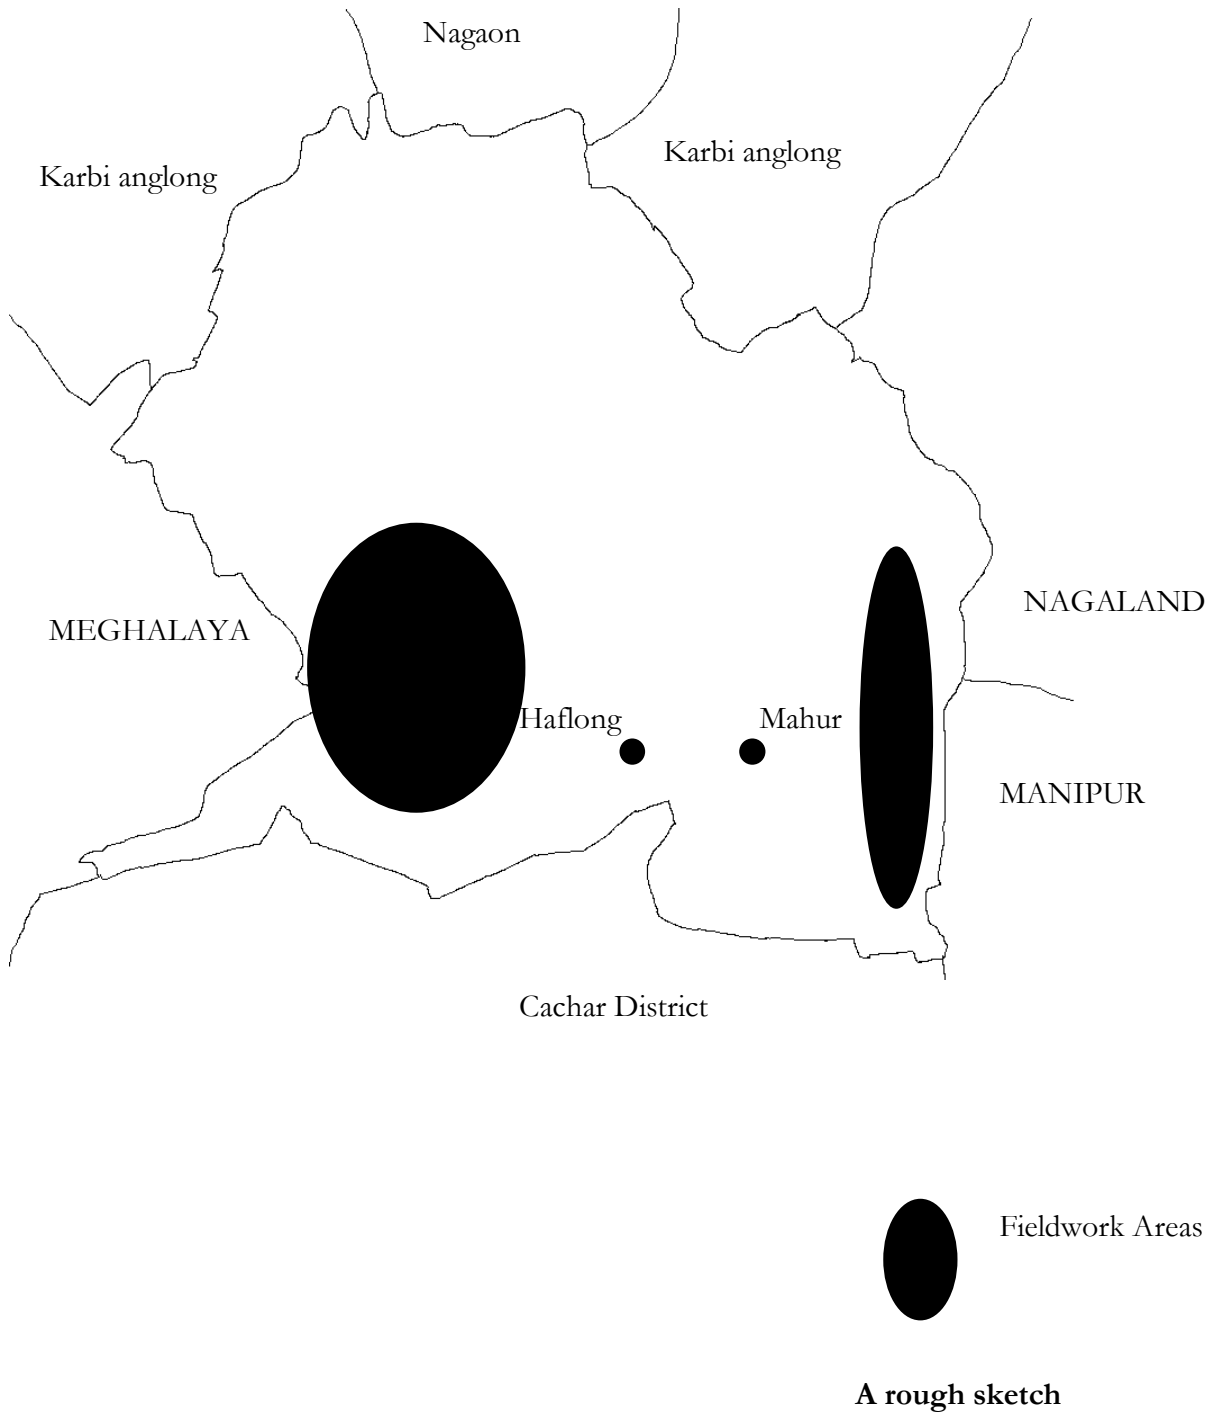 Nagaon
Karbi anglong
Karbi anglong
NAGALAND
MEGHALAYA
Haflong
Mahur
MANIPUR
Cachar District
Fieldwork Areas
A rough sketch